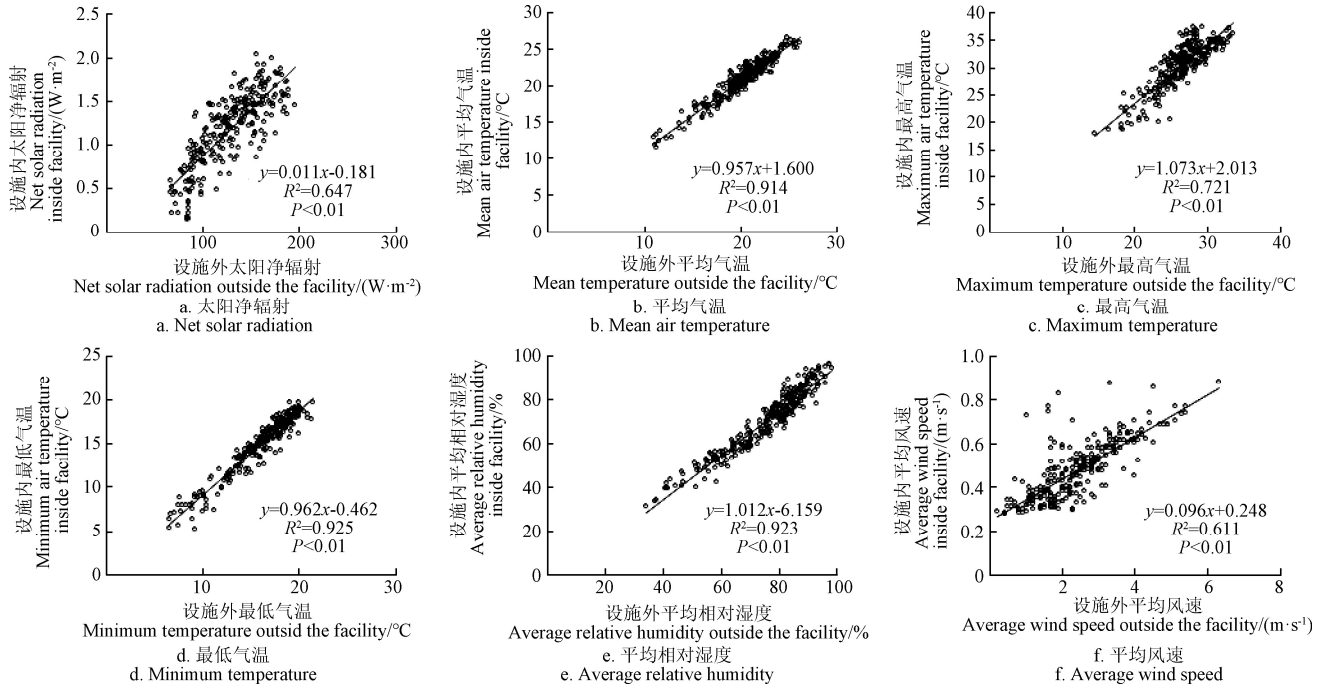 2.5
2.0
1.5
1.0
0.5
0
100
200
300
设施内太阳净辐射
Net solar radiation
inside facility/(W·m⁻²)
y=0.011x-0.181
R²=0.647
P<0.01
设施外太阳净辐射
Net solar radiation outside the facility/(W·m⁻²)
a. 太阳净辐射
a. Net solar radiation
30
25
20
15
10
5
0
10
20
30
设施内平均气温
Mean air temperature inside
facility/℃
y=0.957x+1.600
R²=0.914
P<0.01
设施外平均气温
Mean temperature outside the facility/℃
b. 平均气温
b. Mean air temperature
40
35
30
25
20
15
10
5
0
10
20
30
40
设施内最高气温
Maximum air temperature
inside facility/℃
y=1.073x+2.013
R²=0.721
P<0.01
设施外最高气温
Maximum temperature outside the facility/℃
c. 最高气温
c. Maximum temperature
25
20
15
10
5
0
10
20
30
设施内最低气温
Minimum air temperature
inside facility/℃
y=0.962x-0.462
R²=0.925
P<0.01
设施外最低气温
Minimum temperature outsid the facility/℃
d. 最低气温
d. Minimum temperature
100
80
60
40
20
0
20
40
60
80
100
设施内平均相对湿度
Average relative humidity
inside facility/%
y=1.012x-6.159
R²=0.923
P<0.01
设施外平均相对湿度
Average relative humidity outside the facility/%
e. 平均相对湿度
e. Average relative humidity
1.0
0.8
0.6
0.4
0.2
0
2
4
6
8
设施内平均风速
Average wind speed
inside facility/(m·s⁻¹)
y=0.096x+0.248
R²=0.611
P<0.01
设施外平均风速
Average wind speed outside the facility/(m·s⁻¹)
f. 平均风速
f. Average wind speed